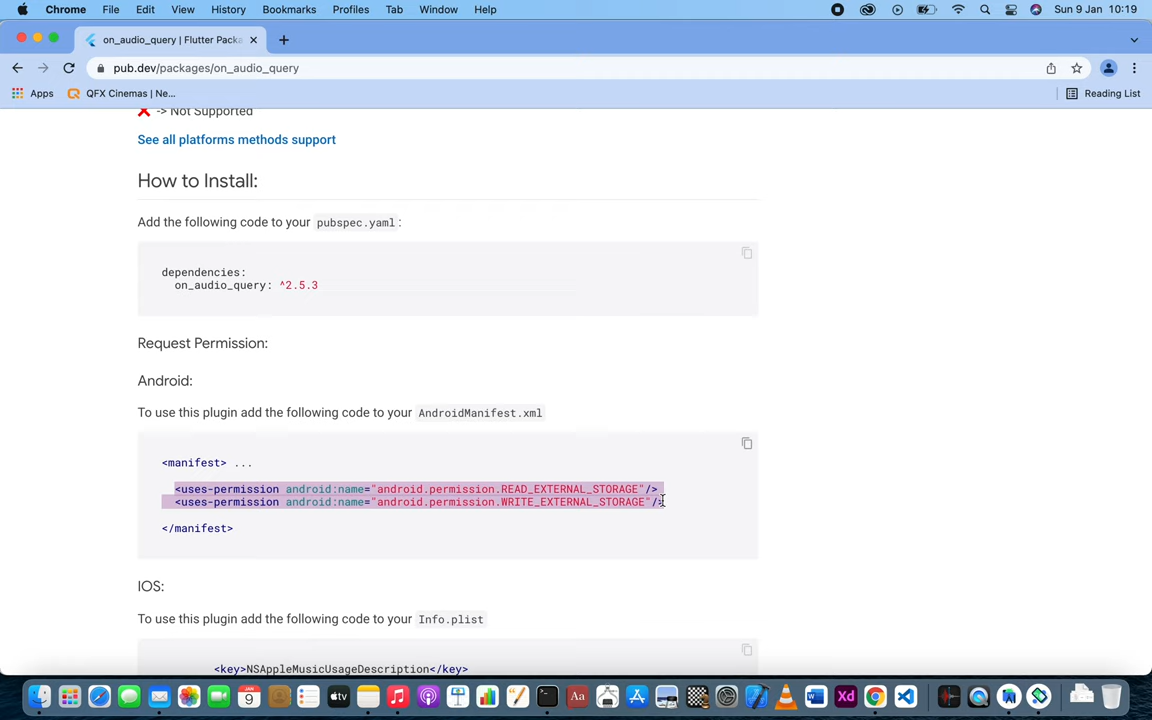 Chrome File Edit View History Bookmarks Profiles Tab Window Help Sun 9 Jan 10:19
on_audio_query | Flutter Packa
pub.dev/packages/on_audio_query
Apps QFX Cinemas | Ne... Reading List
-> Not Supported
See all platforms methods support
How to Install:
Add the following code to your pubspec.yaml:
dependencies:
on_audio_query: ^2.5.3
Request Permission:
Android:
To use this plugin add the following code to your AndroidManifest.xml
<manifest> ...
<uses-permission android:name="android.permission.READ_EXTERNAL_STORAGE"/>
<uses-permission android:name="android.permission.WRITE_EXTERNAL_STORAGE"/>
</manifest>
IOS:
To use this plugin add the following code to your Info.plist
<key>NSAppleMusicUsageDescription</key>
JAN
9
tv
Aa
W
Xd